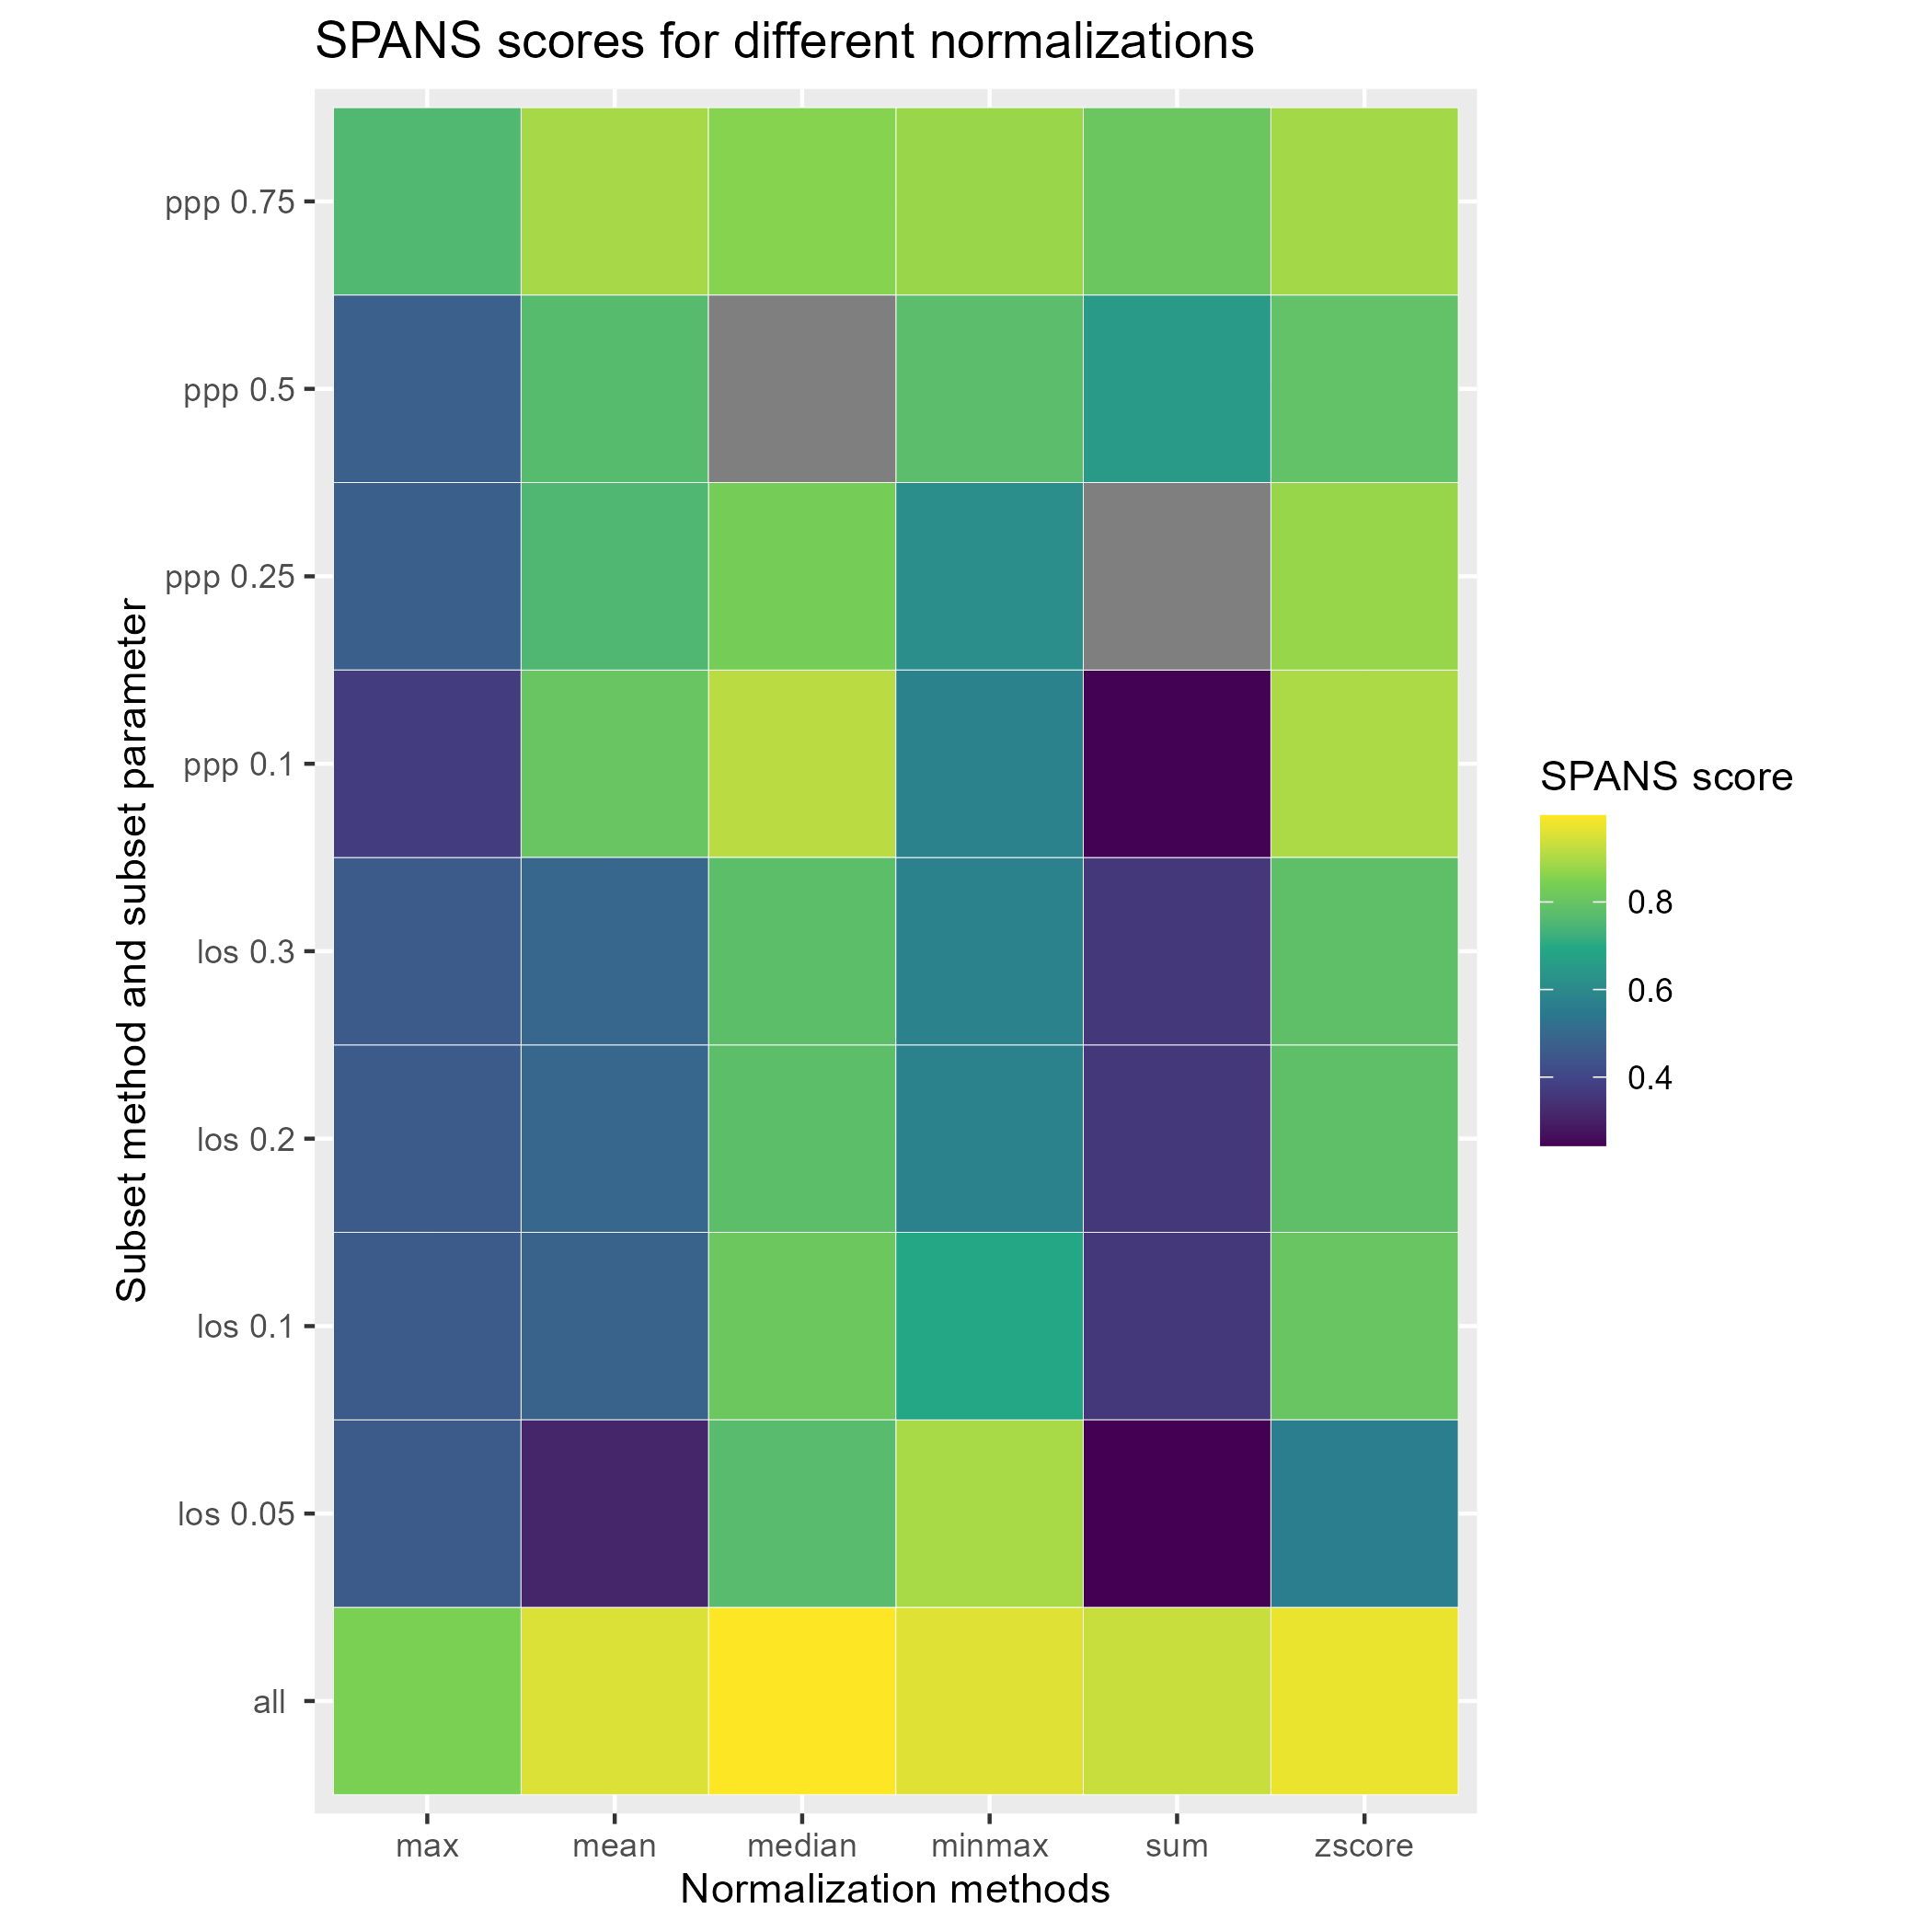 SPANS scores for different normalizations
Subset method and subset parameter
ppp 0.75
ppp 0.5
ppp 0.25
ppp 0.1
los 0.3
los 0.2
los 0.1
los 0.05
all
max mean median minmax sum zscore
Normalization methods
SPANS score
0.8
0.6
0.4